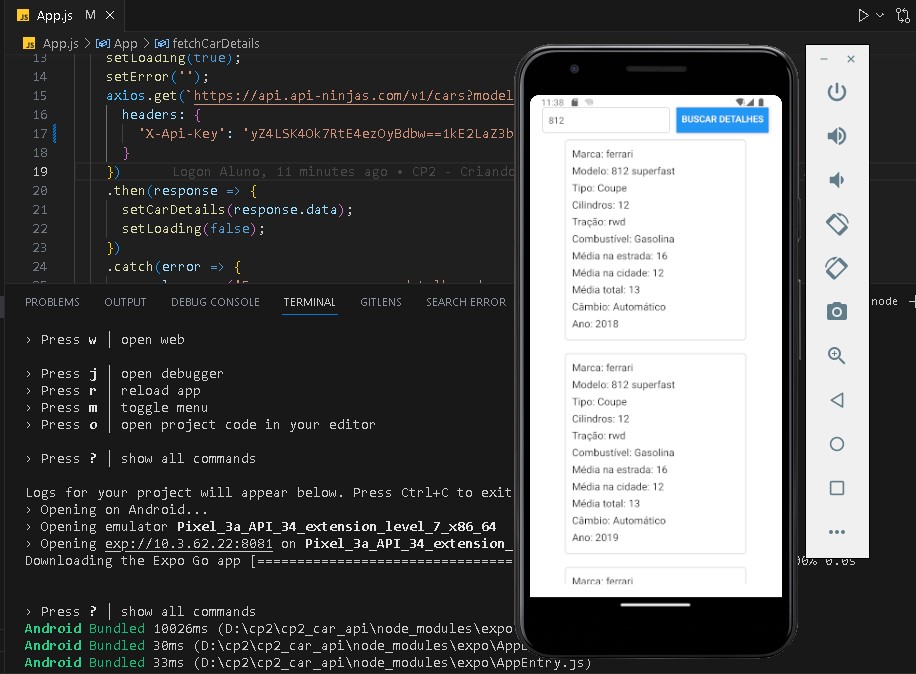 JS App.js M
JS App.js > App > fetchCarDetails
13 setLoading(true);
14 setError('');
15 axios.get(`https://api.api-ninjas.com/v1/cars?model
16 headers: {
17 'X-Api-Key':
18 }
19 }) Logon Aluno, 11 minutes ago • CP2 - Criando
20 .then(response => {
21 setCarDetails(response.data);
22 setLoading(false);
23 })
24 .catch(error => {
PROBLEMS OUTPUT DEBUG CONSOLE TERMINAL GITLENS SEARCH ERROR
node
> Press w | open web
> Press j | open debugger
> Press r | reload app
> Press m | toggle menu
> Press o | open project code in your editor
> Press ? | show all commands
Logs for your project will appear below. Press Ctrl+C to exit
> Opening on Android...
> Opening emulator Pixel_3a_API_34_extension_level_7_x86_64
> Opening exp://10.3.62.22:8081 on Pixel_3a_API_34_extension_
Downloading the Expo Go app [================================
0.0s
> Press ? | show all commands
Android Bundled 10026ms (D:\cp2\cp2_car_api\node_modules\expo
Android Bundled 30ms (D:\cp2\cp2_car_api\node_modules\expo\AppE
Android Bundled 33ms (D:\cp2\cp2_car_api\node_modules\expo\AppEntry.js)
11:38
812 BUSCAR DETALHES
Marca: ferrari
Modelo: 812 superfast
Tipo: Coupe
Cilindros: 12
Tração: rwd
Combustível: Gasolina
Média na estrada: 16
Média na cidade: 12
Média total: 13
Câmbio: Automático
Ano: 2018
Marca: ferrari
Modelo: 812 superfast
Tipo: Coupe
Cilindros: 12
Tração: rwd
Combustível: Gasolina
Média na estrada: 16
Média na cidade: 12
Média total: 13
Câmbio: Automático
Ano: 2019
Marca: ferrari